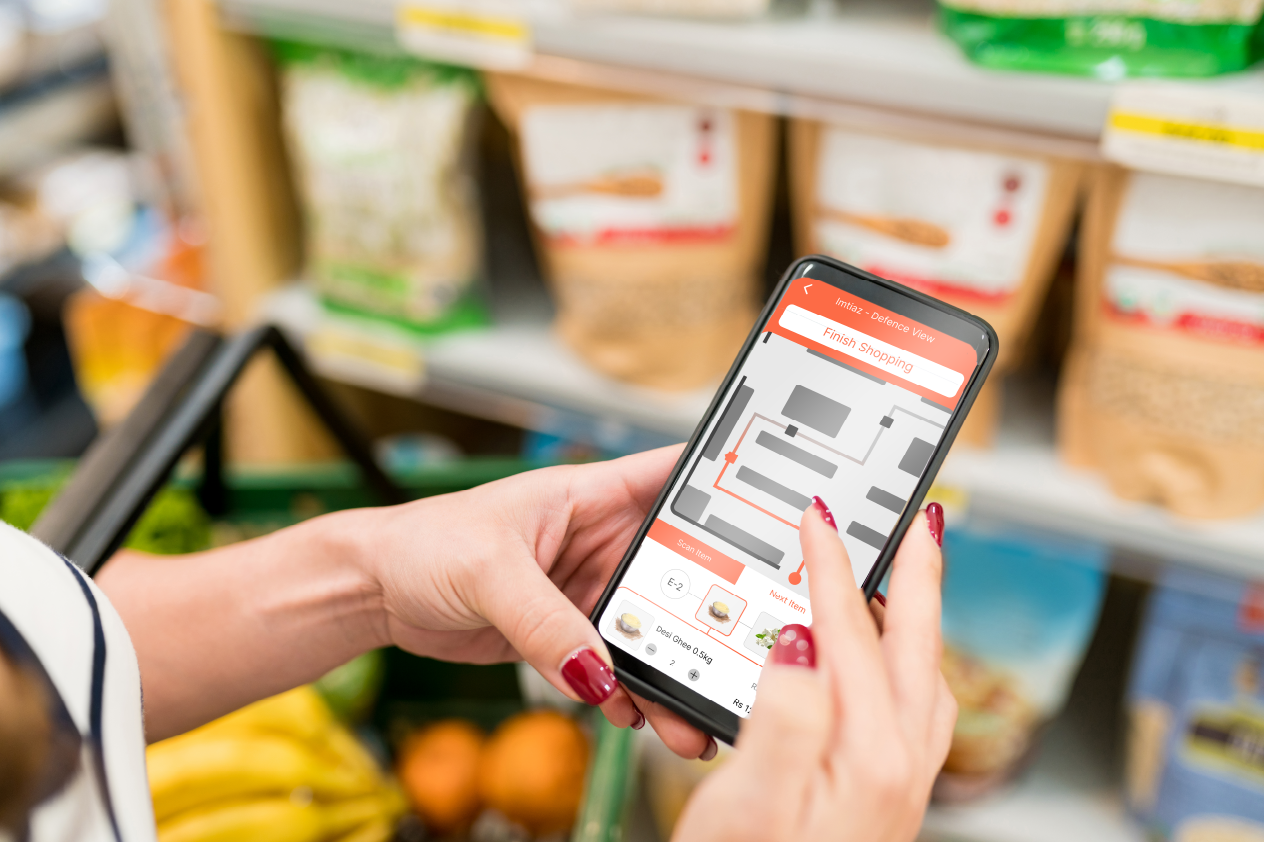 Imtiaz - Defence View
Finish Shopping
Scan Item
Next Item
E-2
Desi Ghee 0.5kg
2